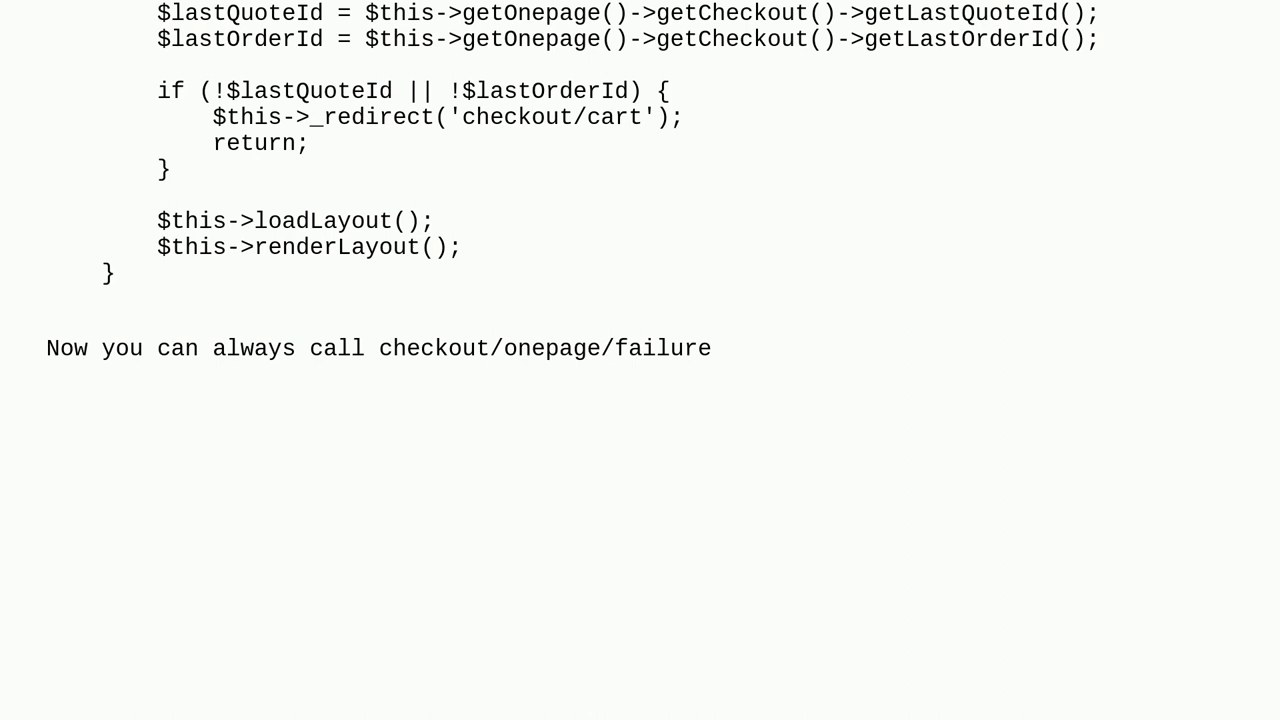 $lastQuoteId = $this->getOnepage()->getCheckout()->getLastQuoteId();
$lastOrderId = $this->getOnepage()->getCheckout()->getLastOrderId();
if (!$lastQuoteId || !$lastOrderId) {
$this->_redirect('checkout/cart');
return;
}
$this->loadLayout();
$this->renderLayout();
}
Now you can always call checkout/onepage/failure